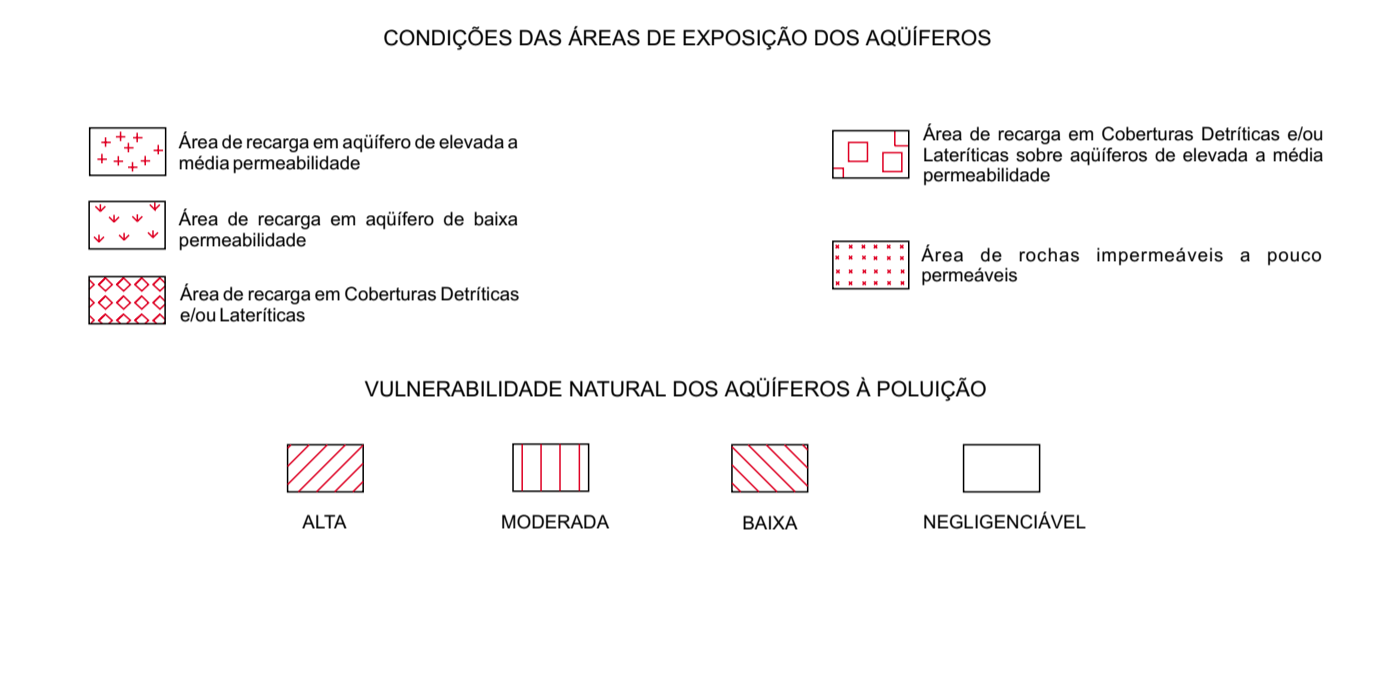 CONDIÇÕES DAS ÁREAS DE EXPOSIÇÃO DOS AQÜÍFEROS
Área de recarga em aqüífero de elevada a
média permeabilidade
Área de recarga em aqüífero de baixa
permeabilidade
Área de recarga em Coberturas Detríticas
e/ou Lateríticas
Área de recarga em Coberturas Detríticas e/ou
Lateríticas sobre aqüíferos de elevada a média
permeabilidade
Área de rochas impermeáveis a pouco
permeáveis
VULNERABILIDADE NATURAL DOS AQÜÍFEROS À POLUIÇÃO
ALTA
MODERADA
BAIXA
NEGLIGENCIÁVEL